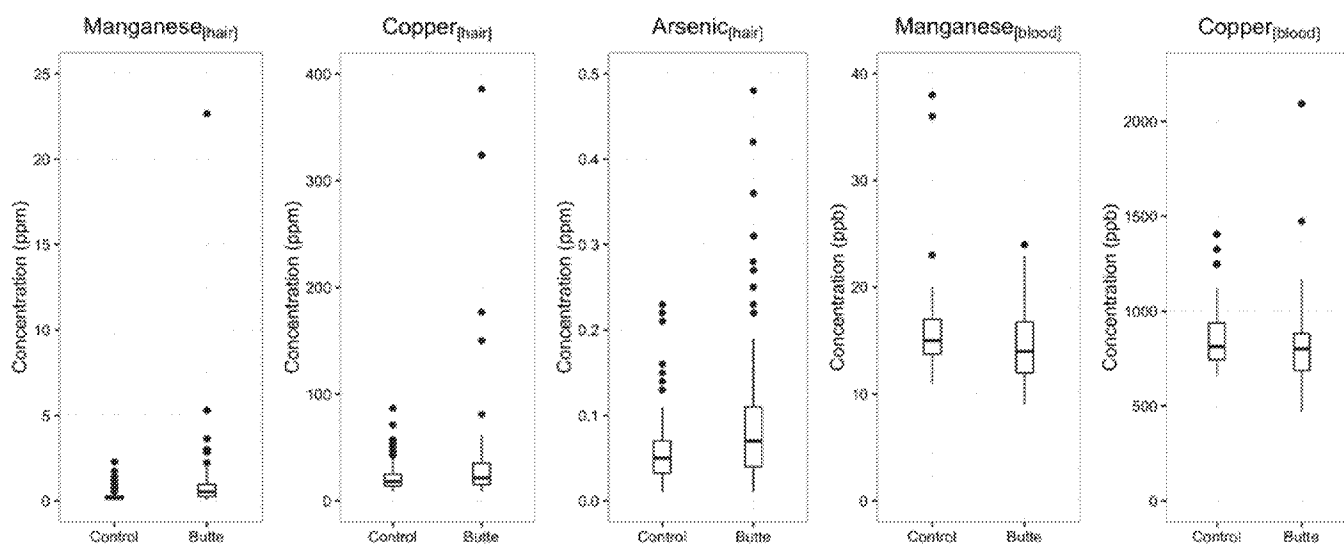 Manganese[hair]
Concentration (ppm)
25
20
15
10
5
0
Control Butte
Copper[hair]
Concentration (ppm)
400
300
200
100
0
Control Butte
Arsenic[hair]
Concentration (ppm)
0.5
0.4
0.3
0.2
0.1
0.0
Control Butte
Manganese[blood]
Concentration (ppb)
40
30
20
10
0
Control Butte
Copper[blood]
Concentration (ppb)
2000
1500
1000
500
0
Control Butte